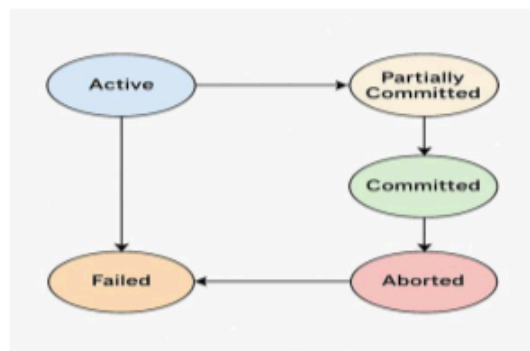 Active
Partially
Committed
Committed
Failed
Aborted